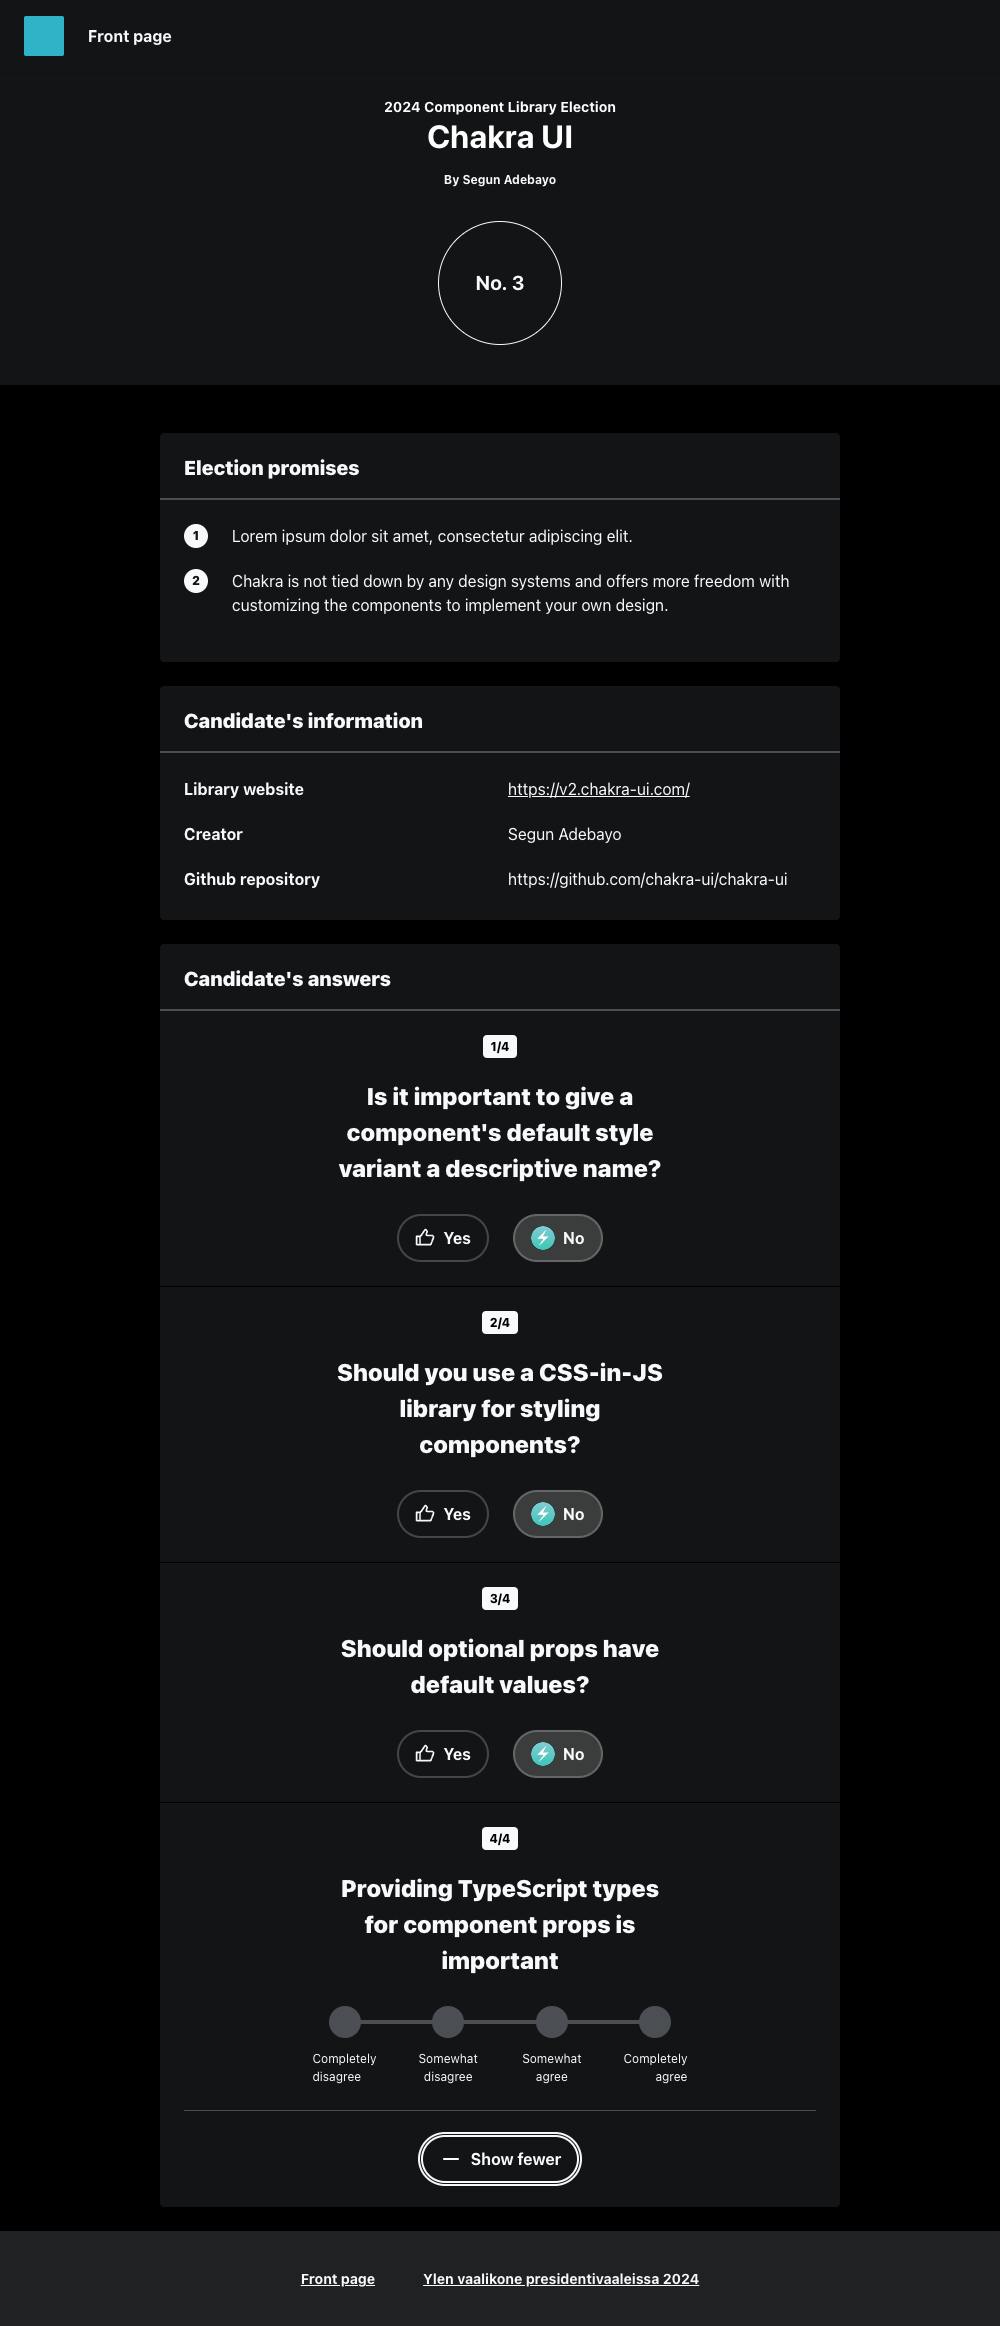 Front page
2024 Component Library Election
Chakra UI
By Segun Adebayo
No. 3
Election promises
1 Lorem ipsum dolor sit amet, consectetur adipiscing elit.
2 Chakra is not tied down by any design systems and offers more freedom with
customizing the components to implement your own design.
Candidate's information
Library website https://v2.chakra-ui.com/
Creator Segun Adebayo
Github repository https://github.com/chakra-ui/chakra-ui
Candidate's answers
1/4
Is it important to give a
component's default style
variant a descriptive name?
Yes No
2/4
Should you use a CSS-in-JS
library for styling
components?
Yes No
3/4
Should optional props have
default values?
Yes No
4/4
Providing TypeScript types
for component props is
important
Completely Somewhat Somewhat Completely
disagree disagree agree agree
Show fewer
Front page Ylen vaalikone presidentivaaleissa 2024